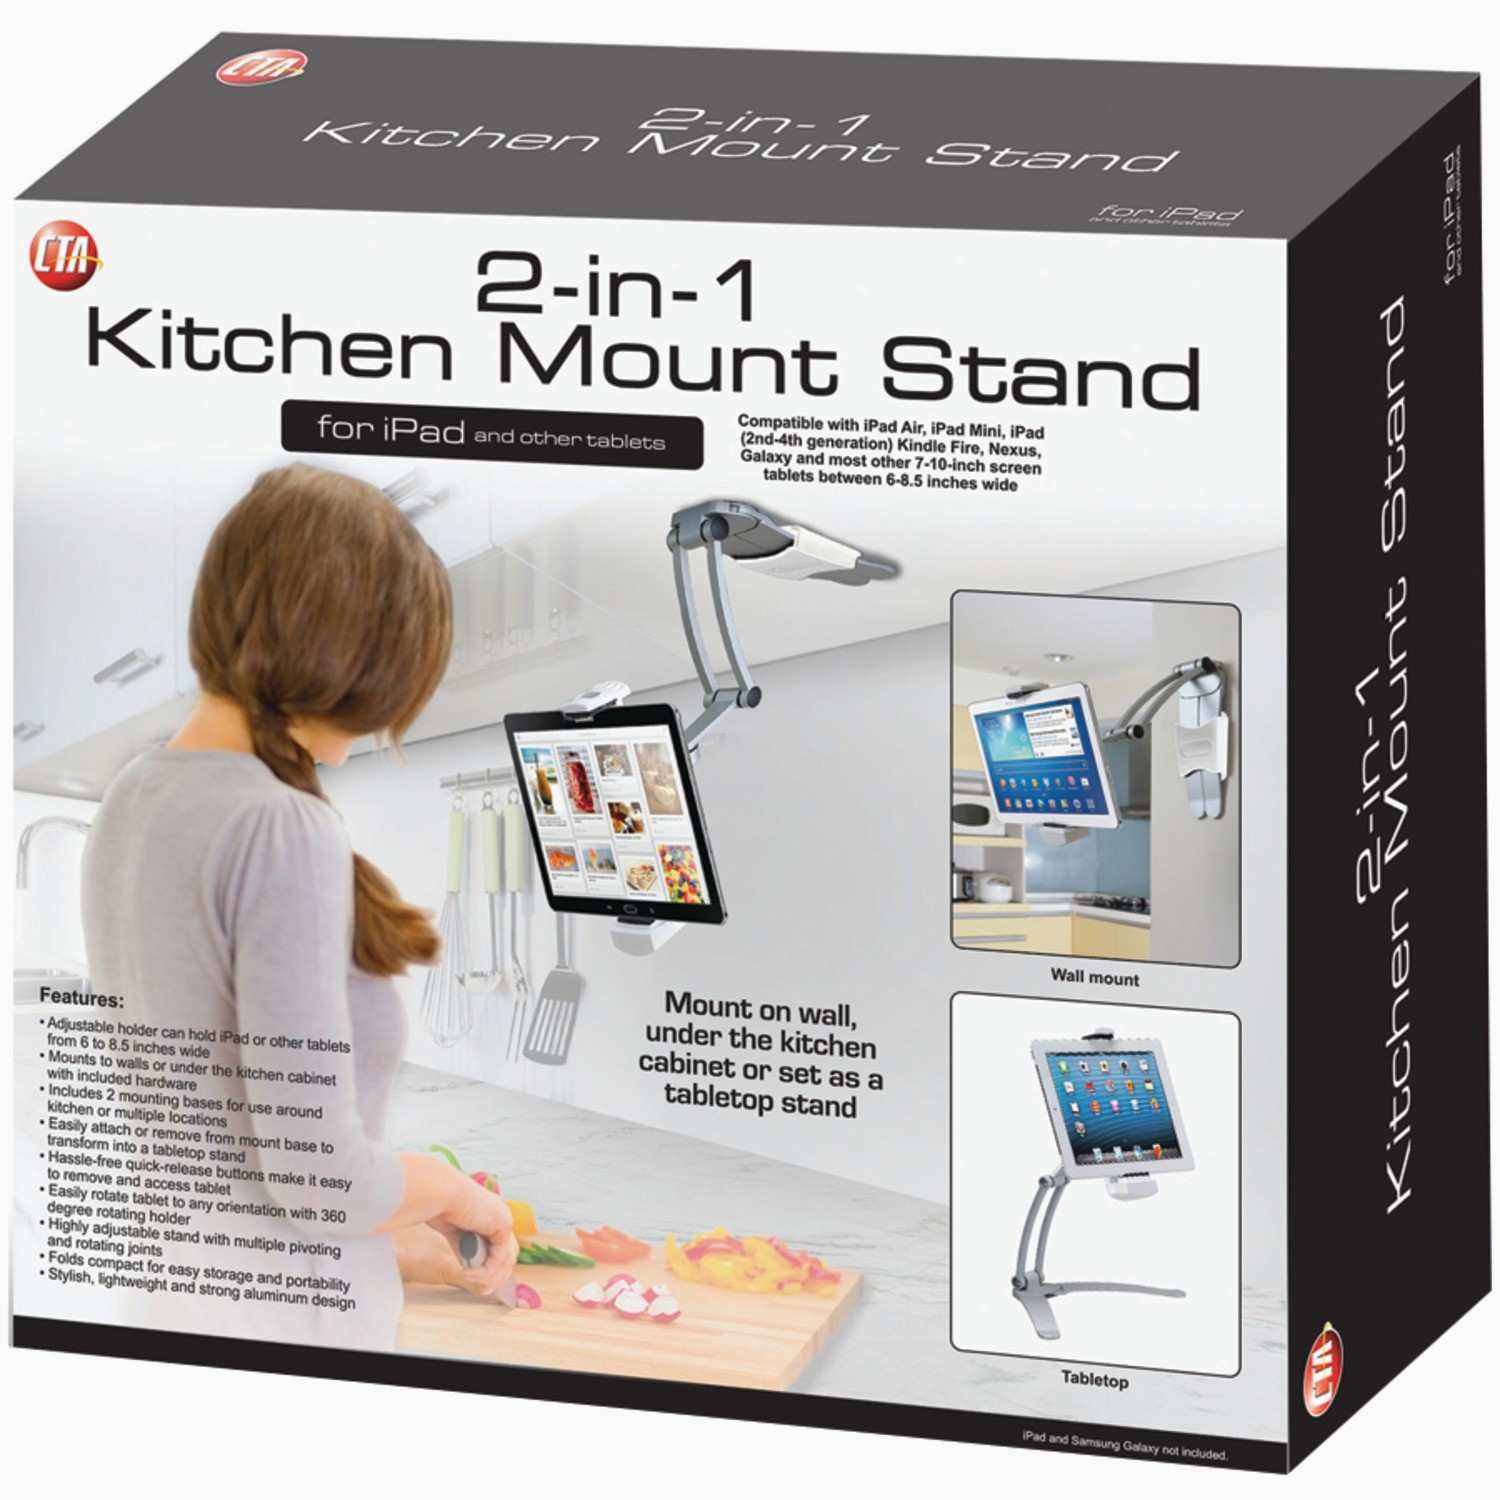 CTA
2-in-1
Kitchen Mount Stand
for iPad
and other tablets
CTA
2-in-1
Kitchen Mount Stand
for iPad and other tablets
Compatible with iPad Air, iPad Mini, iPad
(2nd-4th generation) Kindle Fire, Nexus,
Galaxy and most other 7-10-inch screen
tablets between 6-8.5 inches wide
Wall mount
Mount on wall,
under the kitchen
cabinet or set as a
tabletop stand
Features:
• Adjustable holder can hold iPad or other tablets
from 6 to 8.5 inches wide
• Mounts to walls or under the kitchen cabinet
with included hardware
• Includes 2 mounting bases for use around
kitchen or multiple locations
• Easily attach or remove from mount base to
transform into a tabletop stand
• Hassle-free quick-release buttons make it easy
to remove and access tablet
• Easily rotate tablet to any orientation with 360
degree rotating holder
• Highly adjustable stand with multiple pivoting
and rotating joints
• Folds compact for easy storage and portability
• Stylish, lightweight and strong aluminum design
Tabletop
iPad and Samsung Galaxy not included.
for iPad
and other tablets
2-in-1
Kitchen Mount Stand
CTA